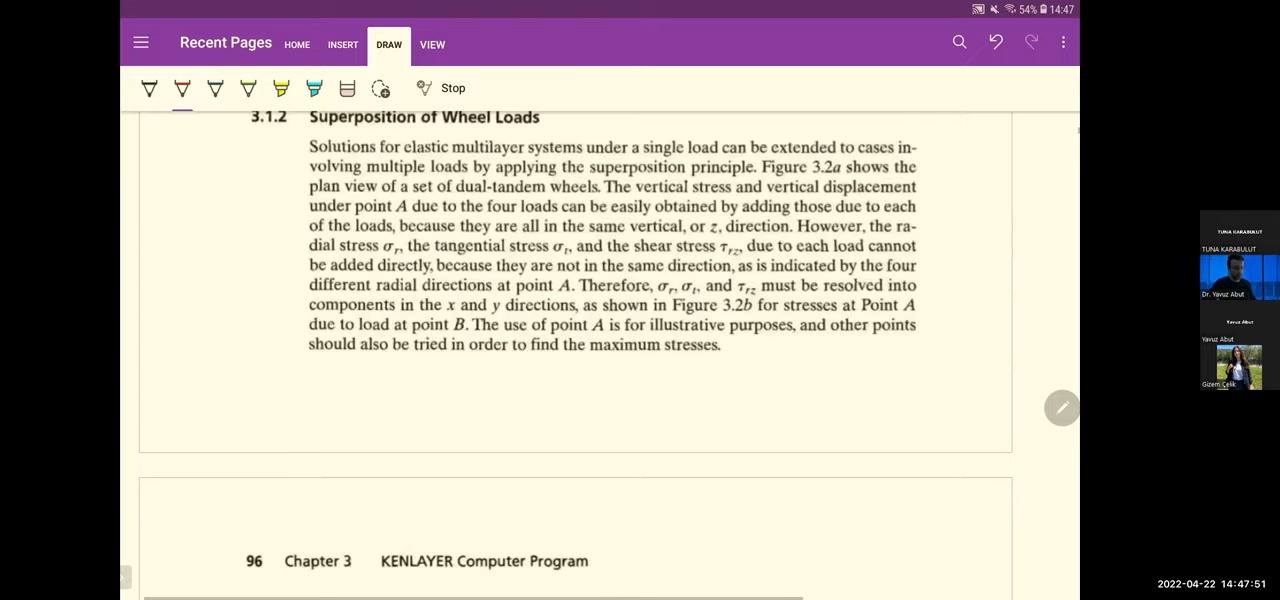 54% 14:47
Recent Pages HOME INSERT DRAW VIEW
Stop
3.1.2 Superposition of Wheel Loads
Solutions for elastic multilayer systems under a single load can be extended to cases in-
volving multiple loads by applying the superposition principle. Figure 3.2a shows the
plan view of a set of dual-tandem wheels. The vertical stress and vertical displacement
under point A due to the four loads can be easily obtained by adding those due to each
of the loads, because they are all in the same vertical, or z, direction. However, the ra-
dial stress σr, the tangential stress σt, and the shear stress τrz, due to each load cannot
be added directly, because they are not in the same direction, as is indicated by the four
different radial directions at point A. Therefore, σr, σt, and τrz must be resolved into
components in the x and y directions, as shown in Figure 3.2b for stresses at Point A
due to load at point B. The use of point A is for illustrative purposes, and other points
should also be tried in order to find the maximum stresses.
96 Chapter 3 KENLAYER Computer Program
TUNA KARABULUT
TUNA KARABULUT
Dr. Yavuz Abut
Yavuz Abut
Yavuz Abut
Gizem Çelik
2022-04-22 14:47:51